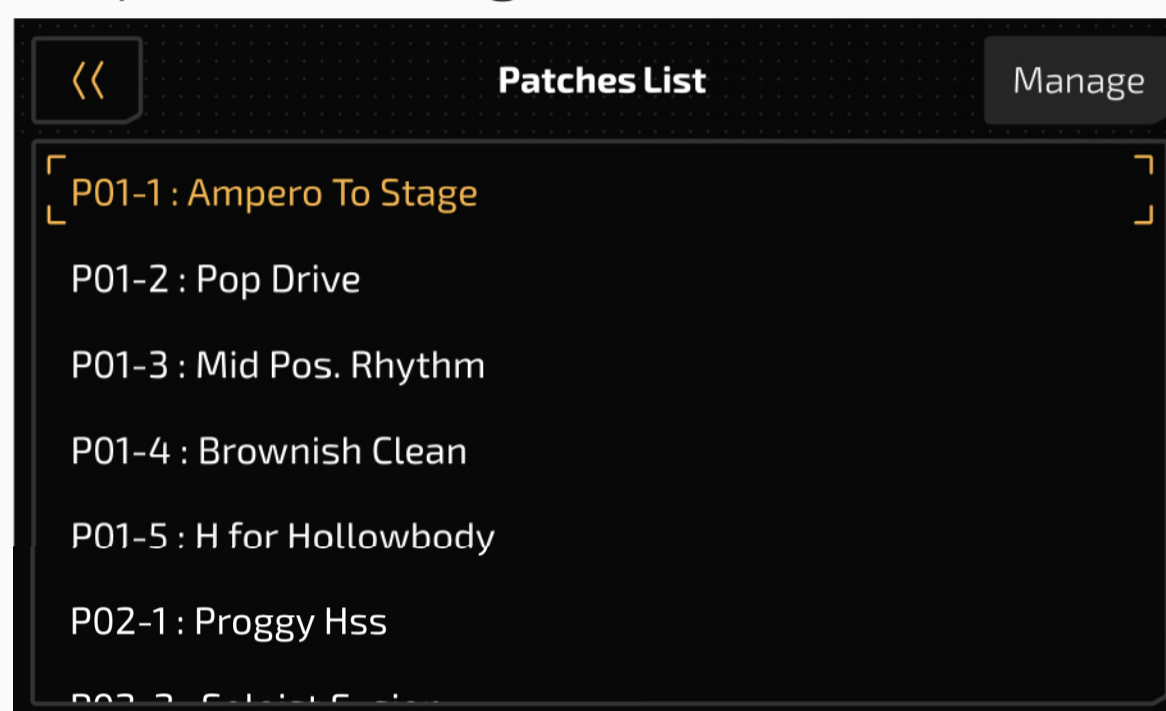 Patches List
Manage
P01-1 : Ampero To Stage
P01-2 : Pop Drive
P01-3 : Mid Pos. Rhythm
P01-4 : Brownish Clean
P01-5 : H for Hollowbody
P02-1 : Proggy Hss